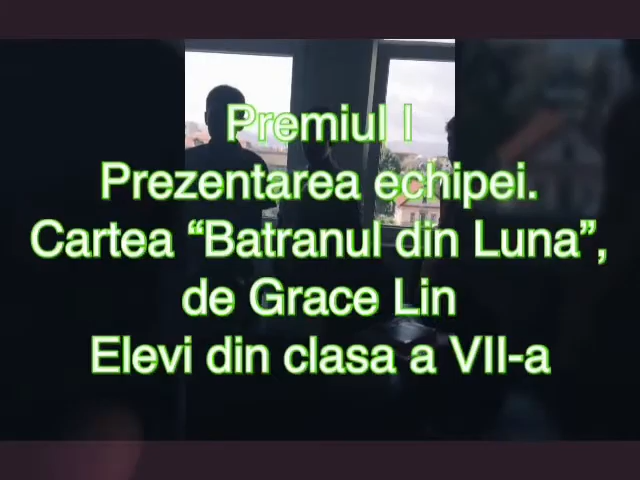 Premiul I
Prezentarea echipei.
Cartea “Batranul din Luna”,
de Grace Lin
Elevi din clasa a VII-a